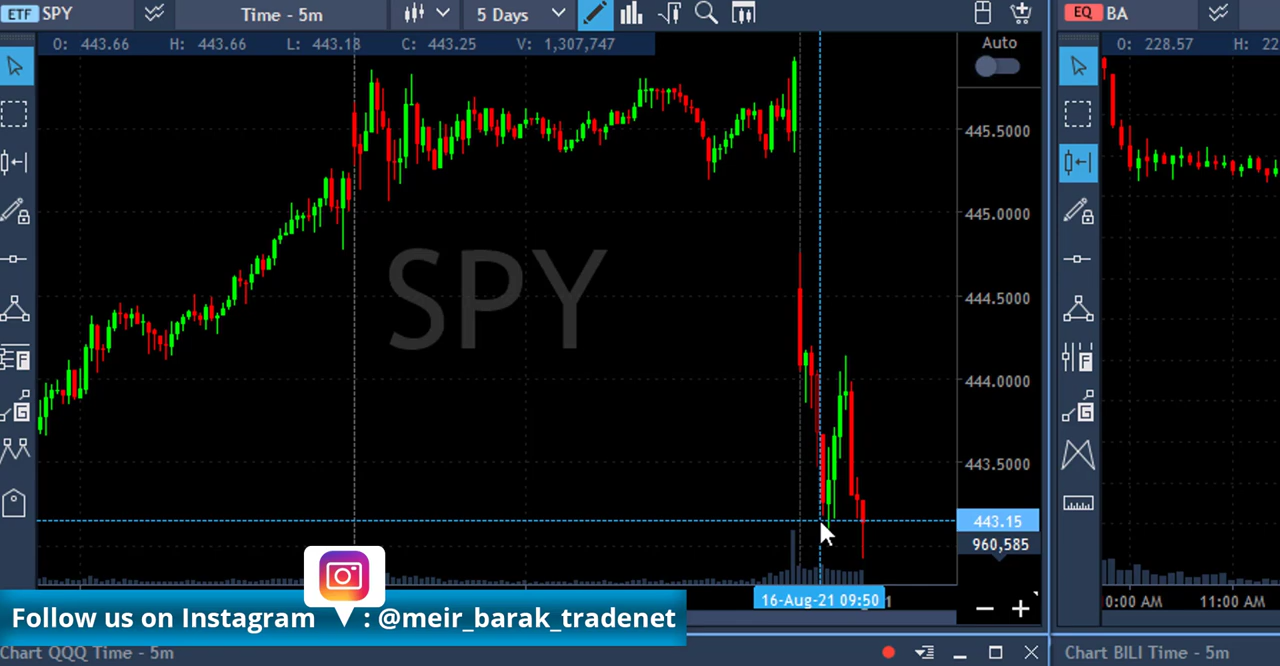 ETF SPY Time - 5m 5 Days EQ BA
O: 443.66 H: 443.66 L: 443.18 C: 443.25 V: 1,307,747 Auto O: 228.57 H: 22
445.5000
445.0000
SPY
444.5000
444.0000
F F
G G
443.5000
443.15
960,585
16-Aug-21 09:50 1 0:00 AM 11:00 AM
Follow us on Instagram : @meir_barak_tradenet
Chart QQQ Time - 5m Chart BILI Time - 5m